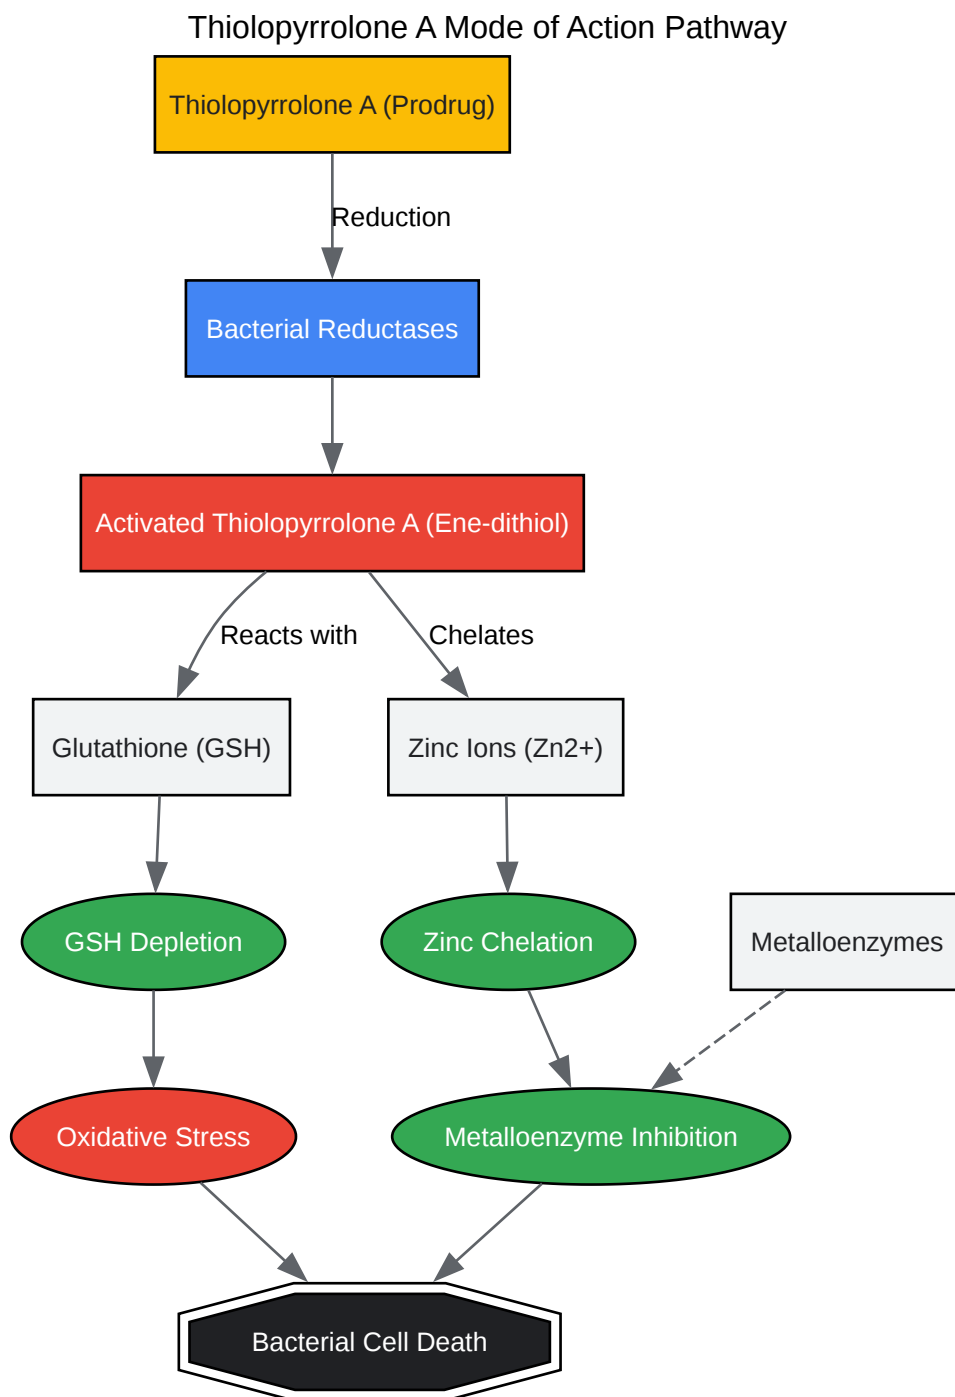 Thiolopyrrolone A Mode of Action Pathway
Thiolopyrrolone A (Prodrug)
Reduction
Bacterial Reductases
Activated Thiolopyrrolone A (Ene-dithiol)
Reacts with
Chelates
Glutathione (GSH)
Zinc Ions (Zn2+)
GSH Depletion
Zinc Chelation
Metalloenzymes
Oxidative Stress
Metalloenzyme Inhibition
Bacterial Cell Death